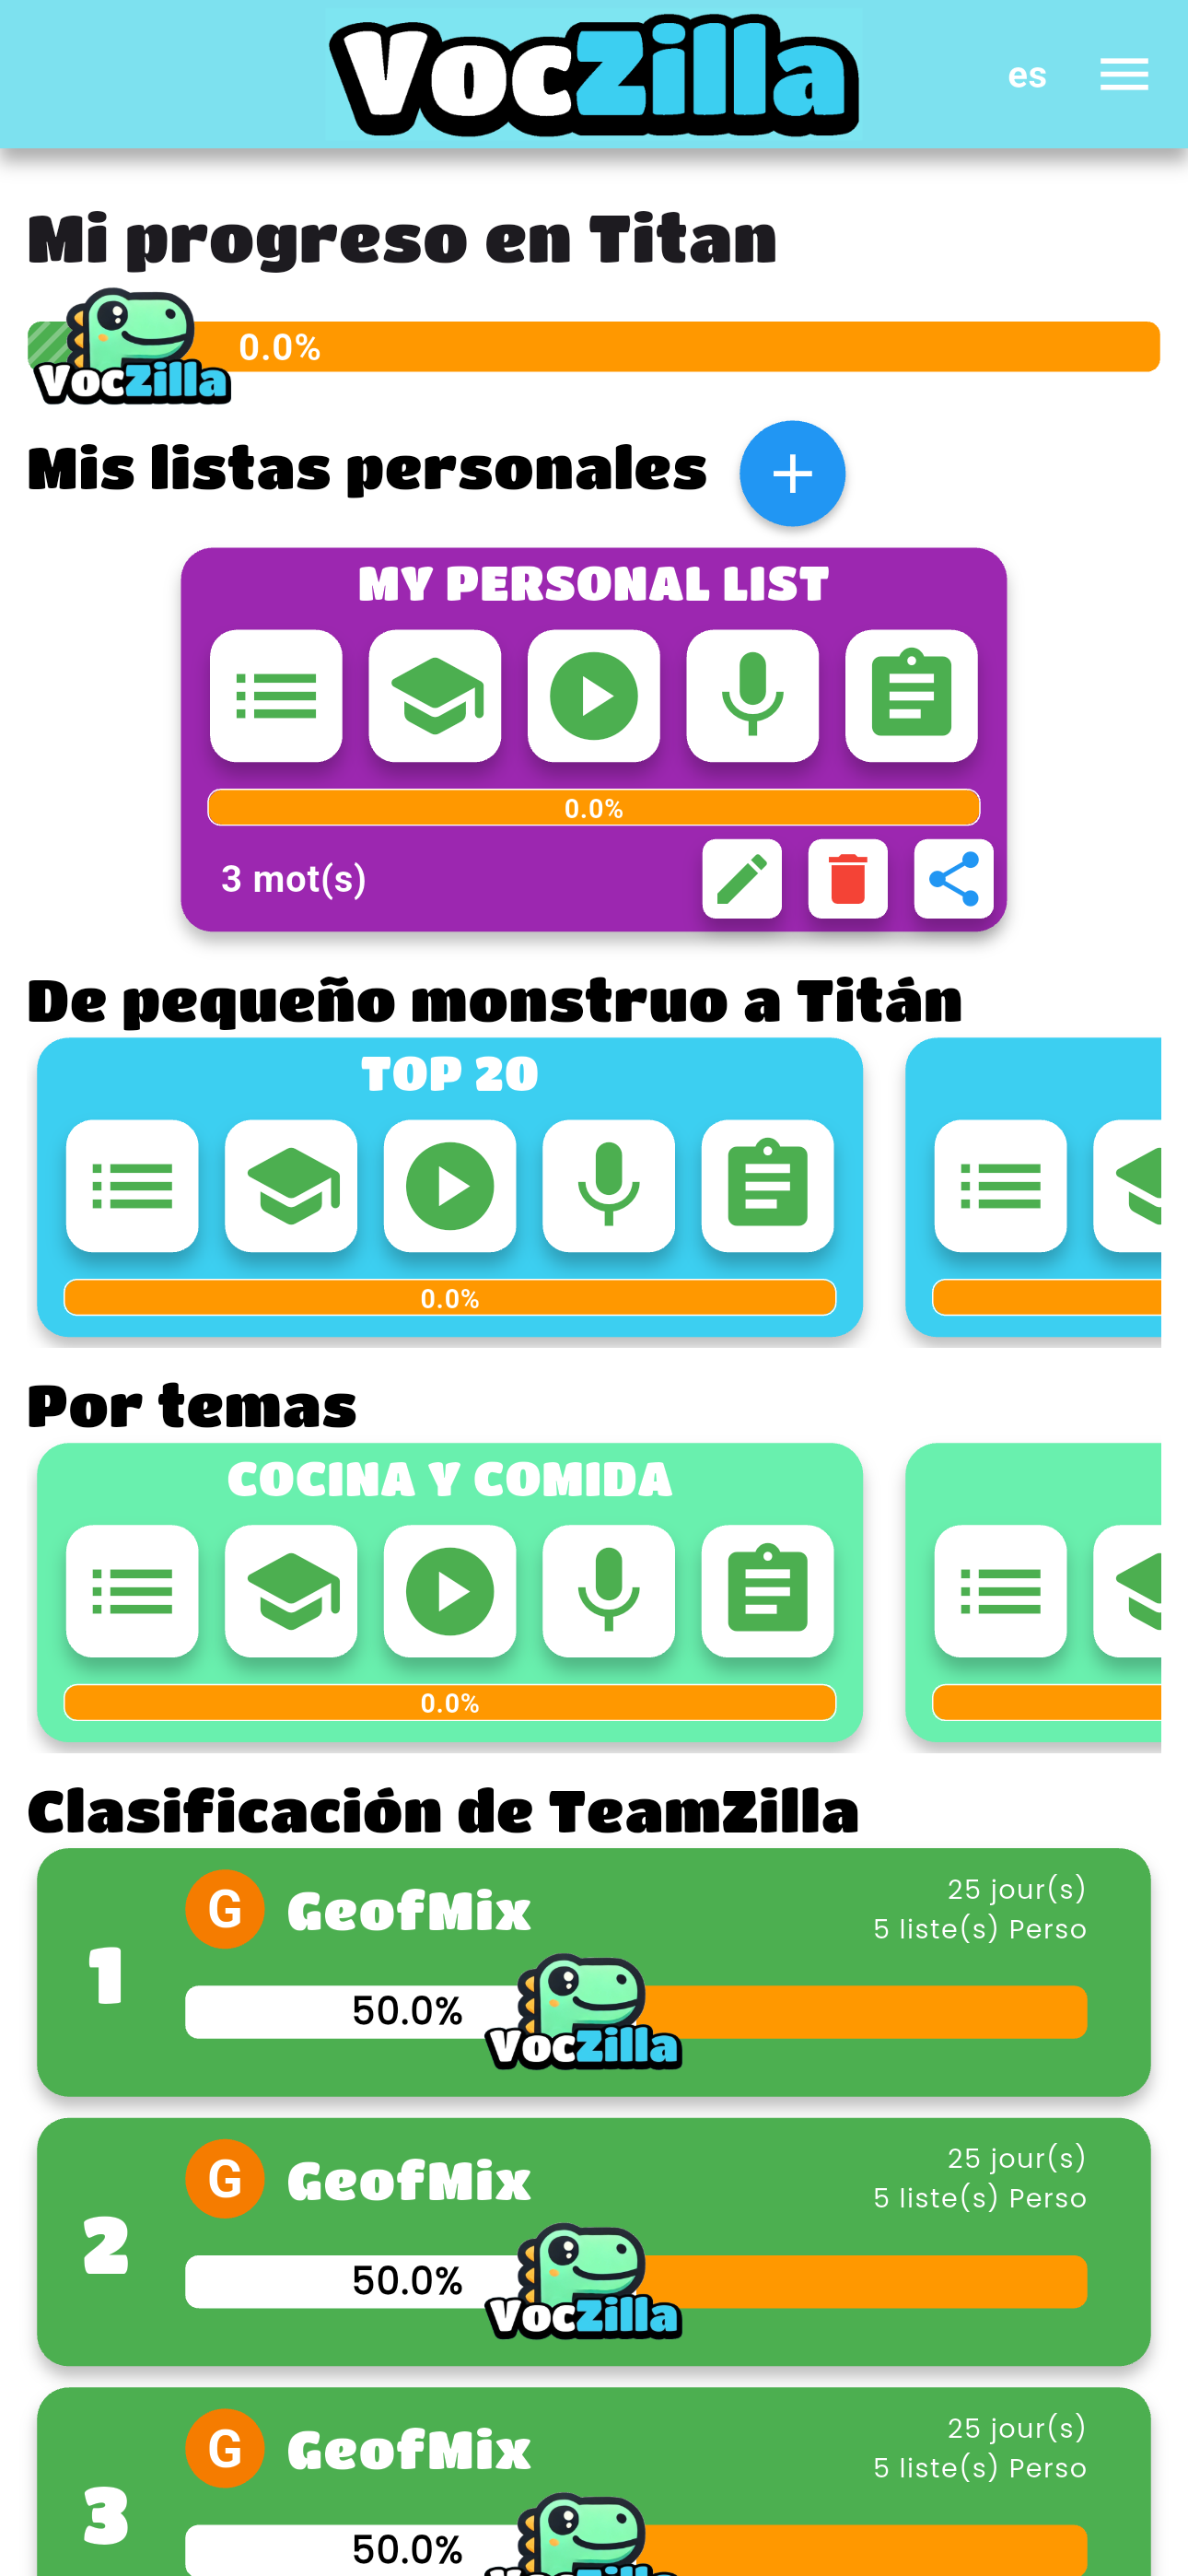 VocZilla
es
Mi progreso en Titan
0.0%
VocZilla
Mis listas personales
MY PERSONAL LIST
0.0%
3 mot(s)
De pequeño monstruo a Titán
TOP 20
0.0%
Por temas
COCINA Y COMIDA
0.0%
Clasificación de TeamZilla
1
G GeofMix
25 jour(s)
5 liste(s) Perso
50.0%
VocZilla
2
G GeofMix
25 jour(s)
5 liste(s) Perso
50.0%
VocZilla
3
G GeofMix
25 jour(s)
5 liste(s) Perso
50.0%